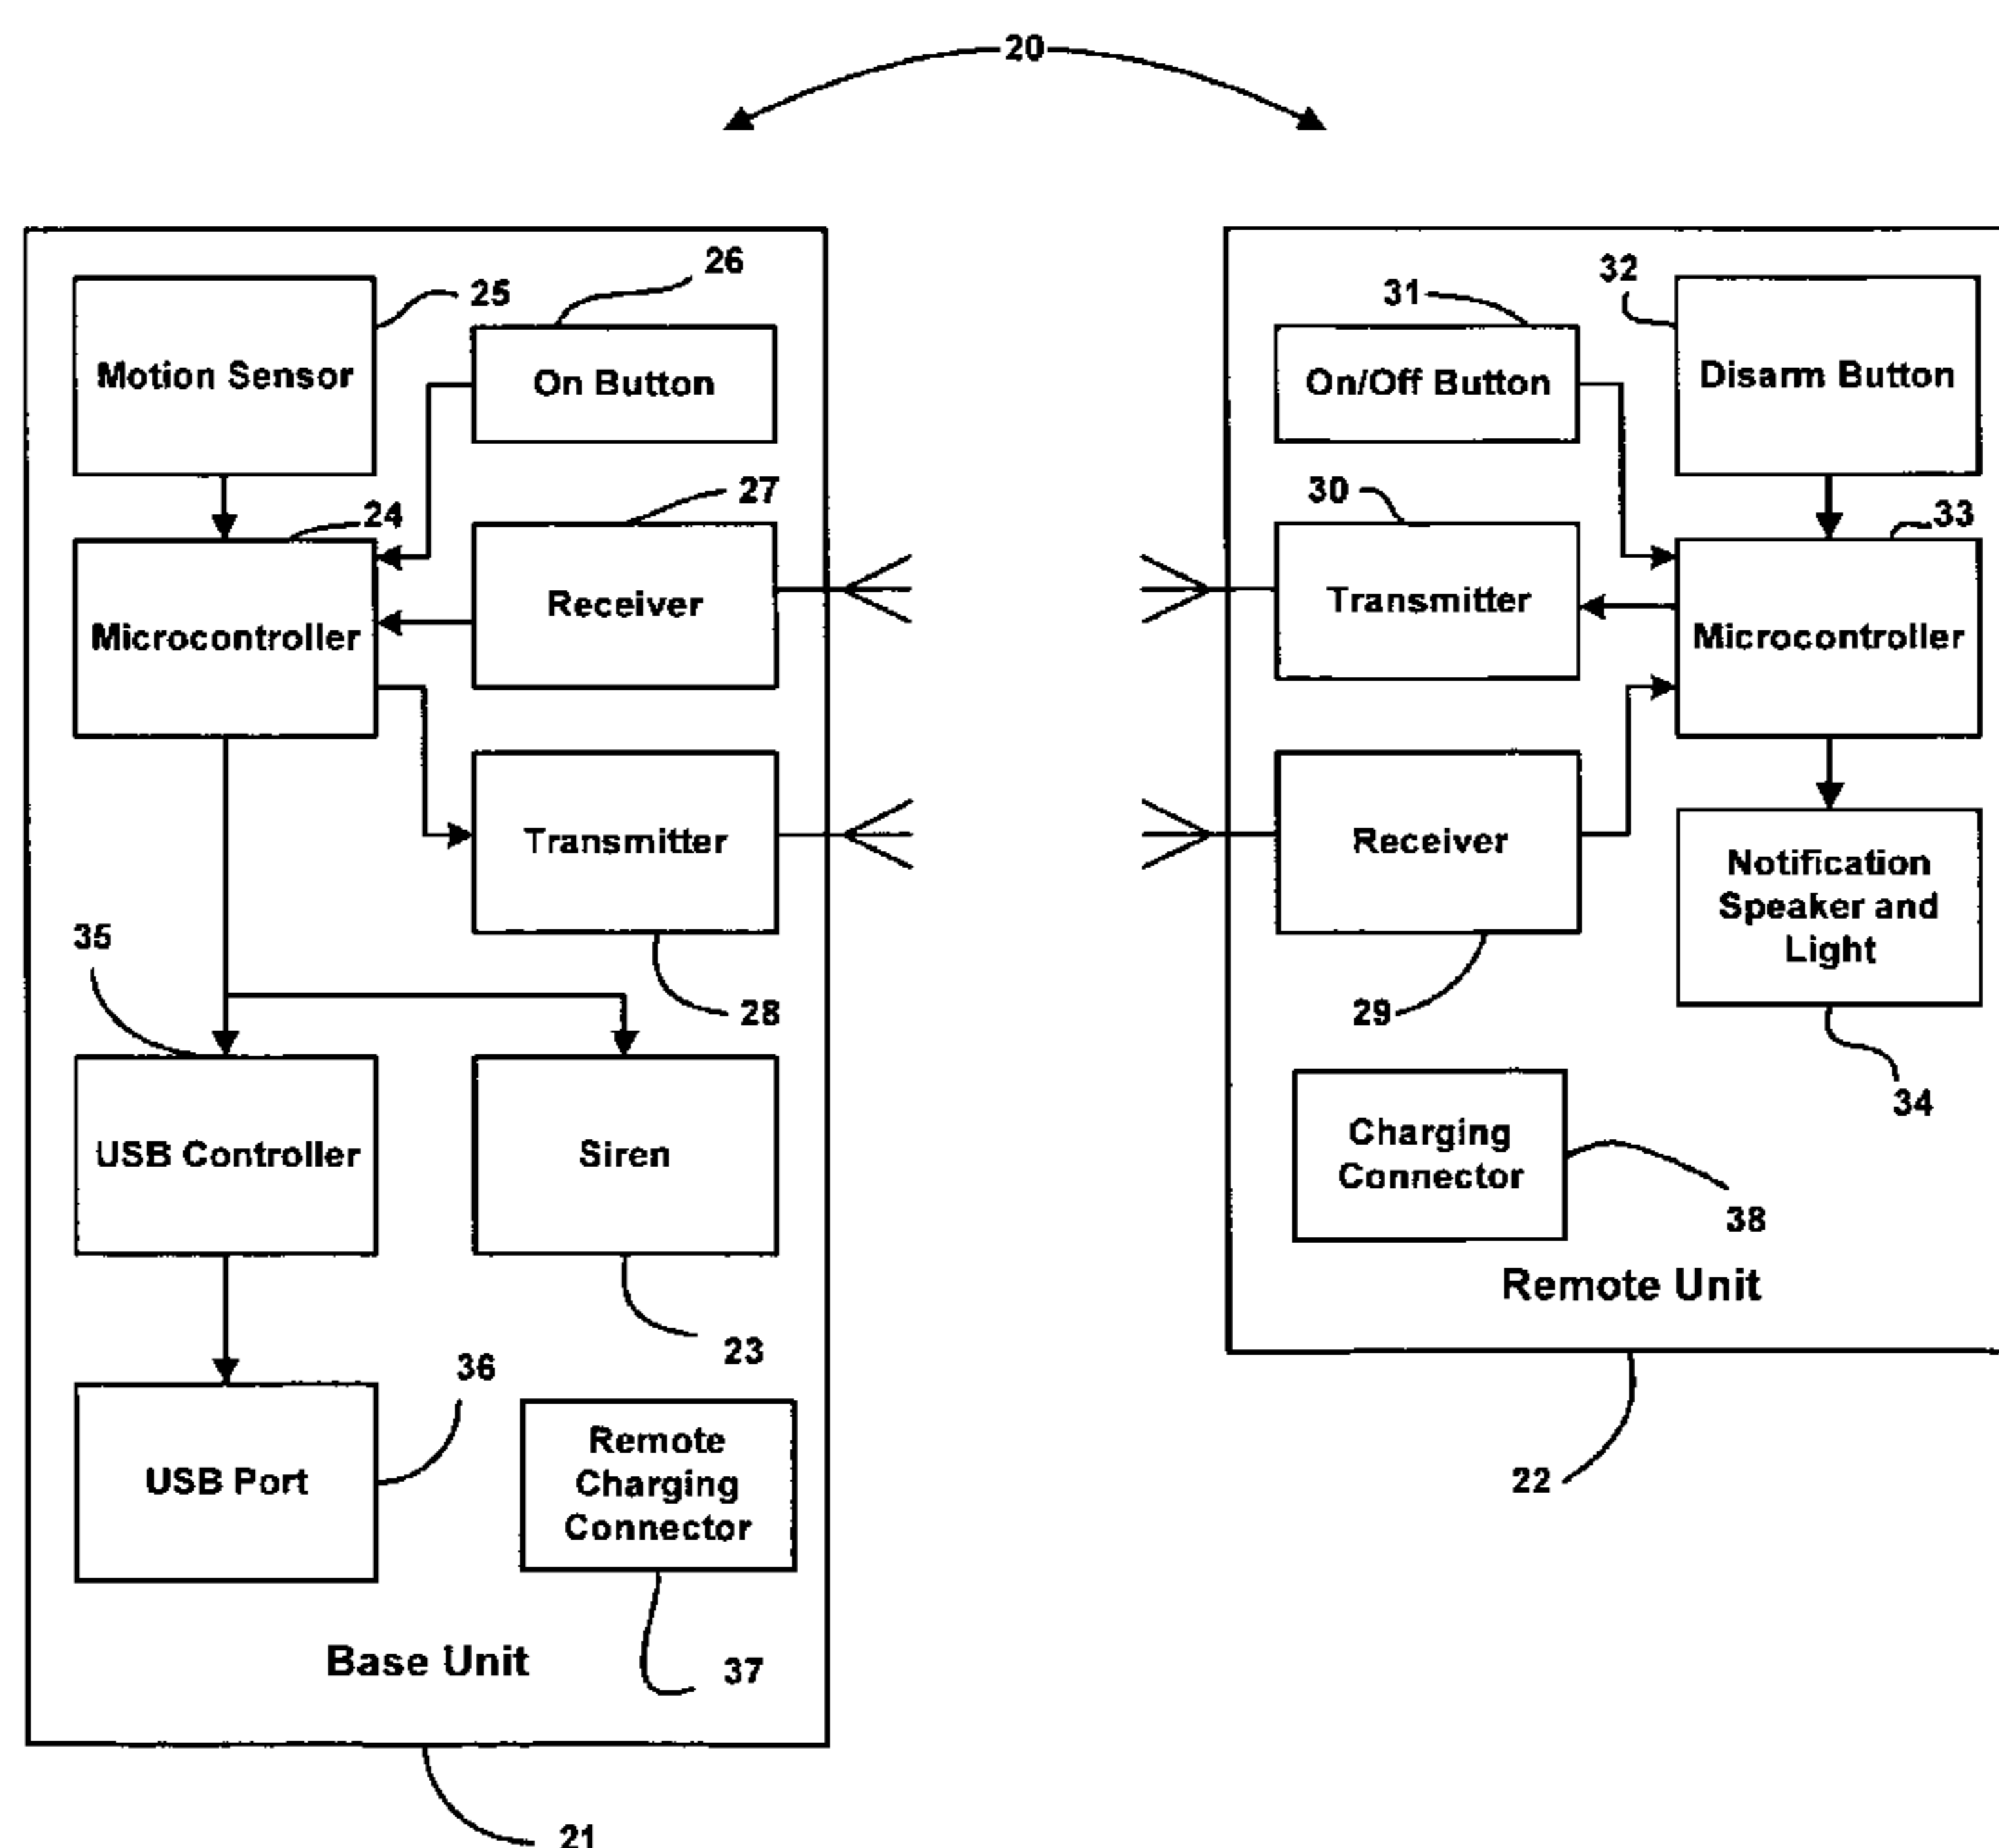 20
26
25
Motion Sensor
On Button
27
24
Receiver
Microcontroller
Transmitter
35
28
USB Controller
Siren
23
36
USB Port
Remote
Charging
Connector
37
Base Unit
21
32
31
On/Off Button
Disarm Button
30
33
Transmitter
Microcontroller
Receiver
Notification
Speaker and
Light
29
34
Charging
Connector
38
Remote Unit
22